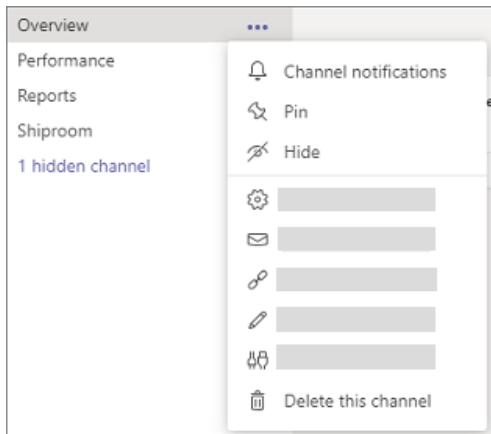 Overview
Performance
Reports
Shiproom
1 hidden channel
Channel notifications
Pin
Hide
Delete this channel